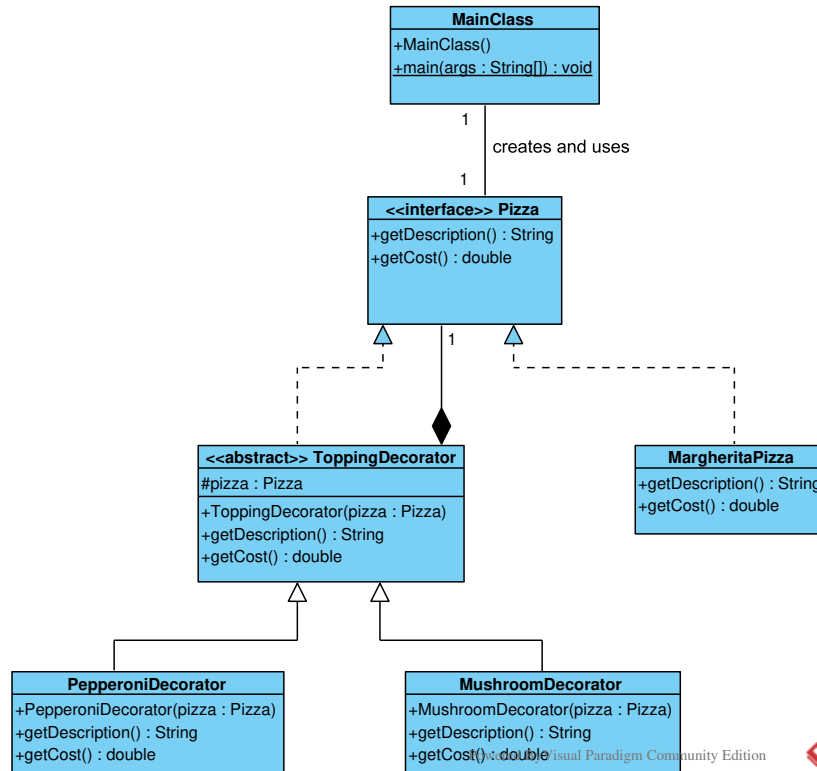 MainClass
+MainClass()
+main(args : String[]) : void
1
creates and uses
1
<<interface>> Pizza
+getDescription() : String
+getCost() : double
1
<<abstract>> ToppingDecorator
#pizza : Pizza
+ToppingDecorator(pizza : Pizza)
+getDescription() : String
+getCost() : double
MargheritaPizza
+getDescription() : String
+getCost() : double
PepperoniDecorator
+PepperoniDecorator(pizza : Pizza)
+getDescription() : String
+getCost() : double
MushroomDecorator
+MushroomDecorator(pizza : Pizza)
+getDescription() : String
+getCost() : double
Powered By Visual Paradigm Community Edition